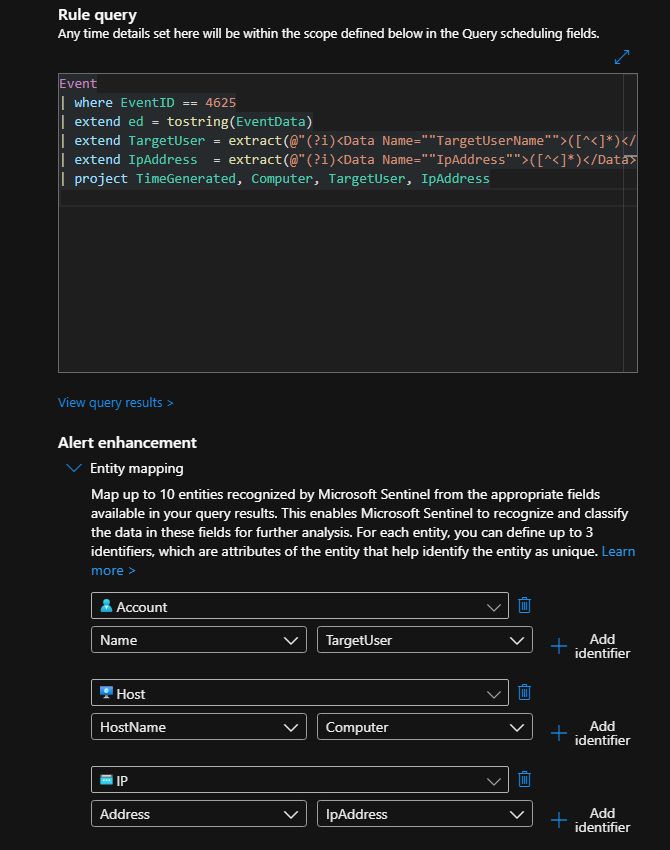 Rule query
Any time details set here will be within the scope defined below in the Query scheduling fields.
Event
| where EventID == 4625
| extend ed = tostring(EventData)
| extend TargetUser = extract(@"(?i)<Data Name=""TargetUserName"">([^<]*)</
| extend IpAddress  = extract(@"(?i)<Data Name=""IpAddress"">([^<]*)</Data>
| project TimeGenerated, Computer, TargetUser, IpAddress
View query results >
Alert enhancement
Entity mapping
Map up to 10 entities recognized by Microsoft Sentinel from the appropriate fields
available in your query results. This enables Microsoft Sentinel to recognize and classify
the data in these fields for further analysis. For each entity, you can define up to 3
identifiers, which are attributes of the entity that help identify the entity as unique. Learn
more >
Account
Name TargetUser Add
identifier
Host
HostName Computer Add
identifier
IP
Address IpAddress Add
identifier